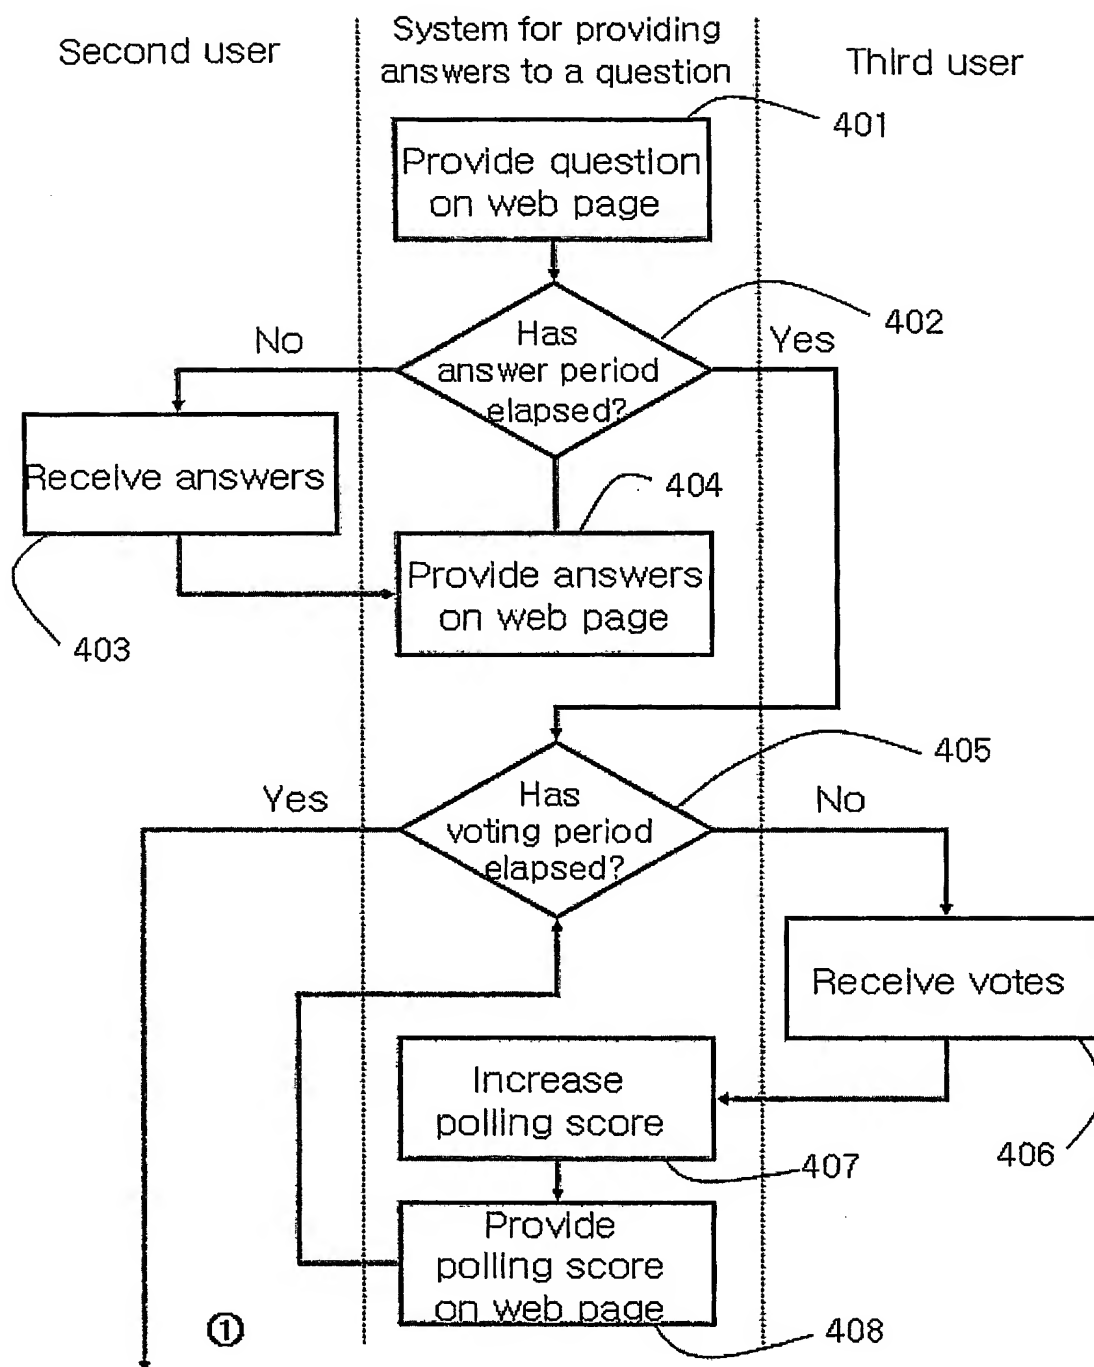 Second user
System for providing
answers to a question
Third user
401
Provide question
on web page
402
No
Has
answer period
elapsed?
Yes
Receive answers
404
Provide answers
on web page
403
405
Yes
Has
voting period
elapsed?
No
Receive votes
Increase
polling score
407
406
Provide
polling score
on web page
①
408